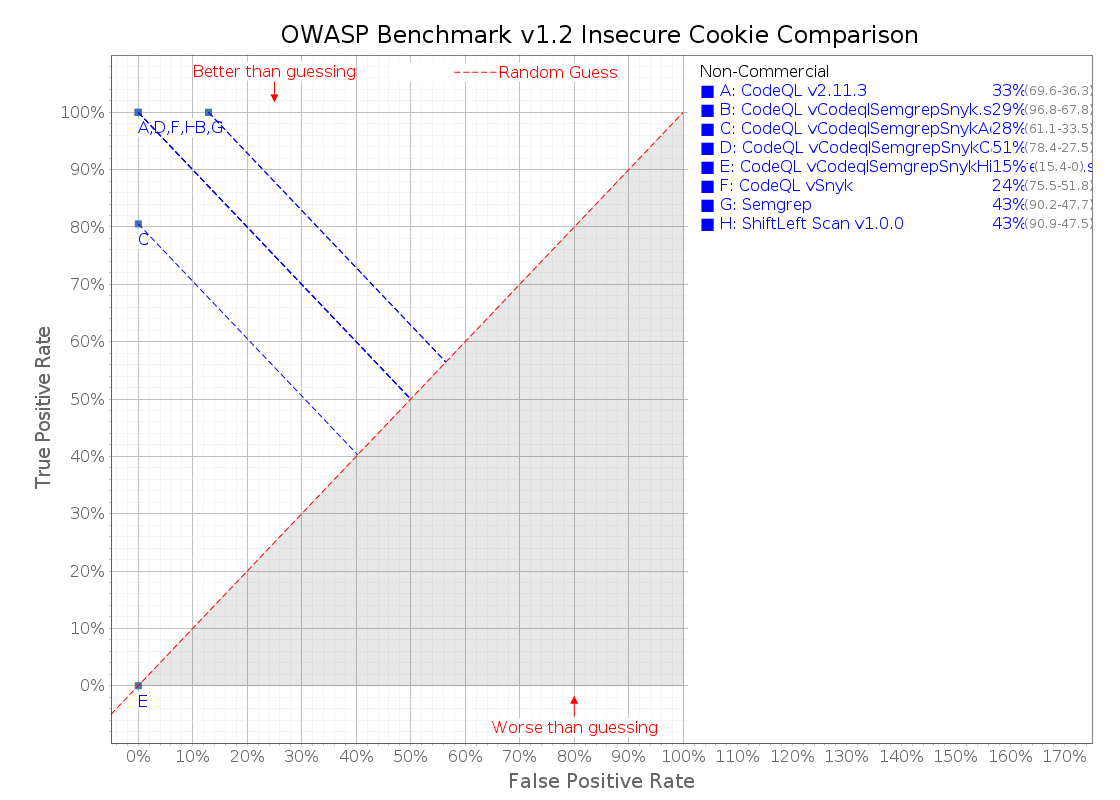 OWASP Benchmark v1.2 Insecure Cookie Comparison
Better than guessing
Random Guess
Non-Commercial
A: CodeQL v2.11.3 33% (69.6-36.3)
B: CodeQL vCodeqlSemgrepSnyk.s 29% (96.8-67.8)
C: CodeQL vCodeqlSemgrepSnykA 28% (61.1-33.5)
D: CodeQL vCodeqlSemgrepSnykC 51% (78.4-27.5)
E: CodeQL vCodeqlSemgrepSnykHi 15% (15.4-0)
F: CodeQL vSnyk 24% (75.5-51.8)
G: Semgrep 43% (90.2-47.7)
H: ShiftLeft Scan v1.0.0 43% (90.9-47.5)
100%
90%
80%
70%
60%
50%
40%
30%
20%
10%
0%
True Positive Rate
A,D,F,H
B,G
C
E
Worse than guessing
0% 10% 20% 30% 40% 50% 60% 70% 80% 90% 100% 110% 120% 130% 140% 150% 160% 170%
False Positive Rate